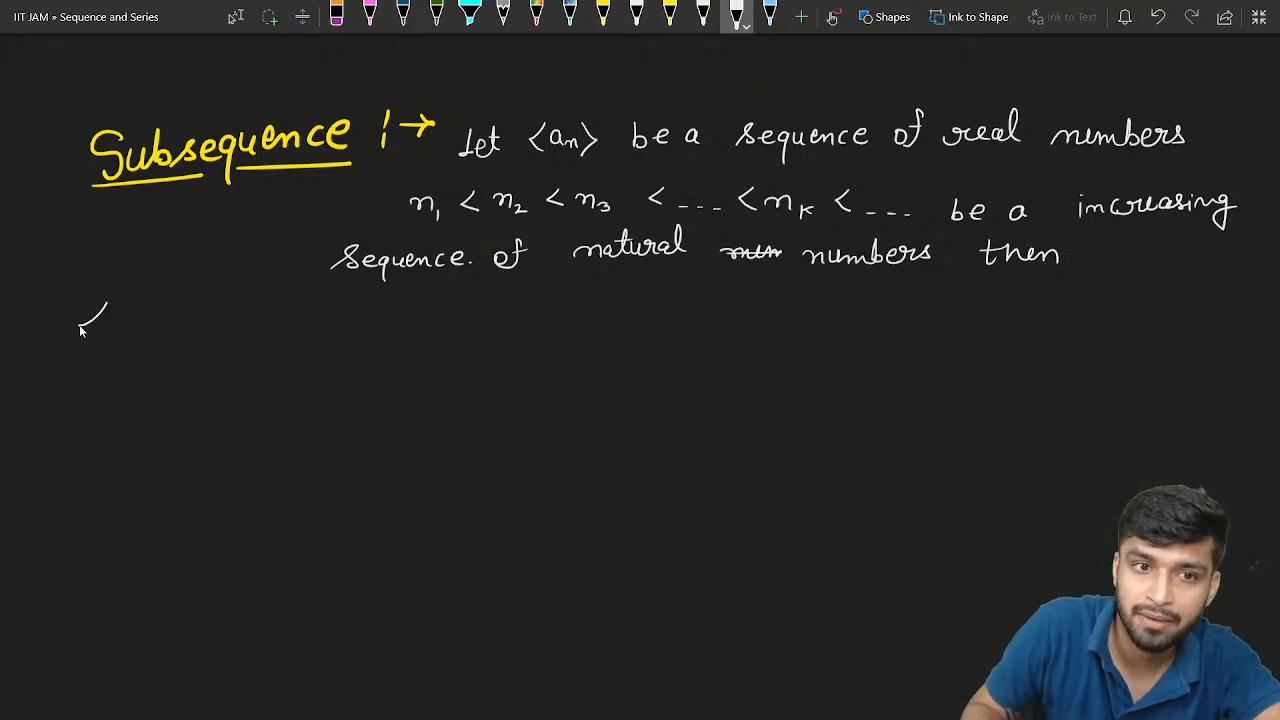 IIT JAM » Sequence and Series
Shapes
Ink to Shape
Ink to Text
Subsequence :→ Let <aₙ> be a sequence of real numbers
n₁ < n₂ < n₃ < --- < nₖ < --- be a increasing
sequence. of natural num numbers then